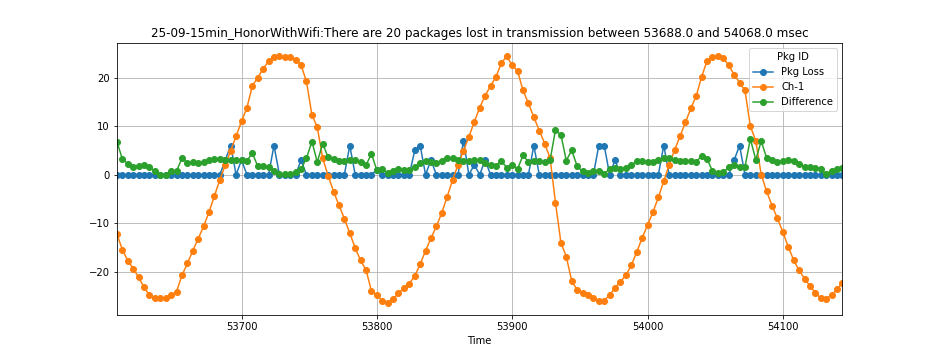 25-09-15min_HonorWithWifi:There are 20 packages lost in transmission between 53688.0 and 54068.0 msec
Pkg ID
Pkg Loss
Ch-1
Difference
20
10
0
−10
−20
53700 53800 53900 54000 54100
Time